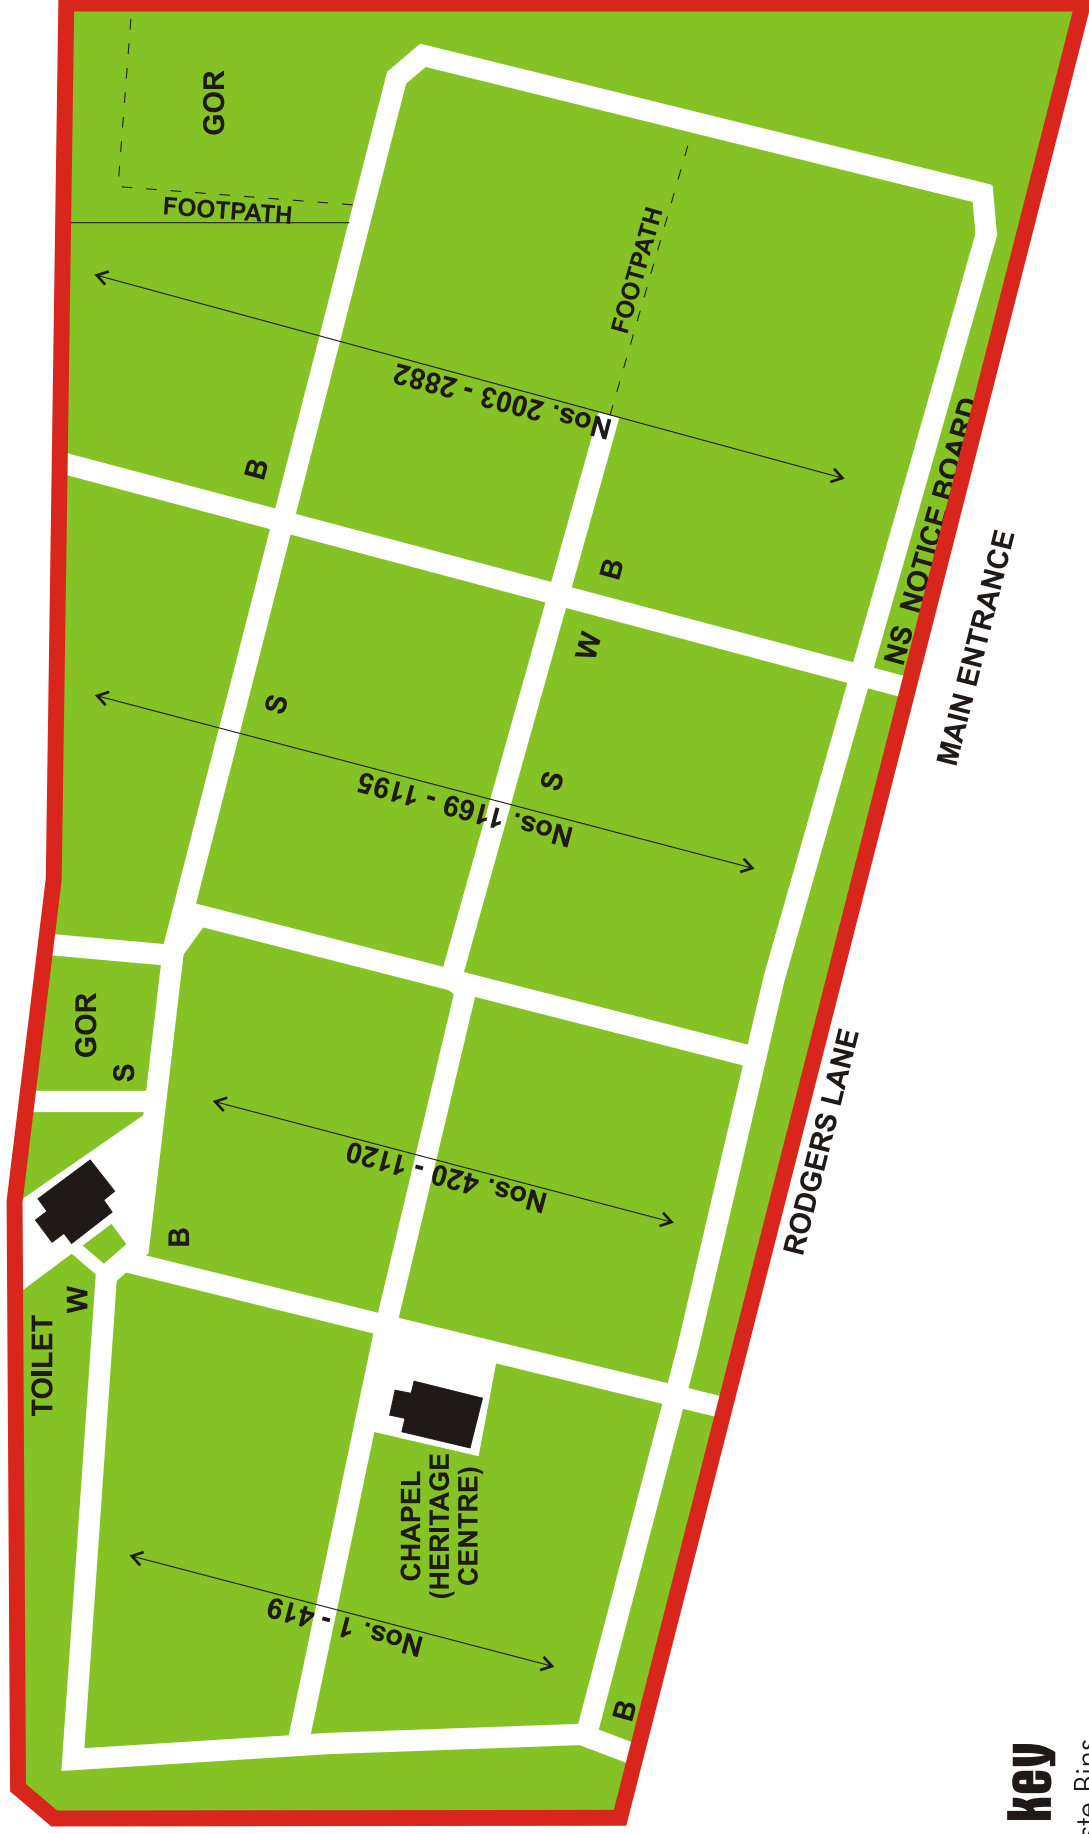 GOR
FOOTPATH
FOOTPATH
Nos. 2003 - 2882
B
B
W
NS NOTICE BOARD
MAIN ENTRANCE
S
S
Nos. 1169 - 1195
GOR
S
Nos. 420 - 1120
RODGERS LANE
B
W
TOILET
CHAPEL
(HERITAGE
CENTRE)
Nos. 1 - 419
B
key
Bins